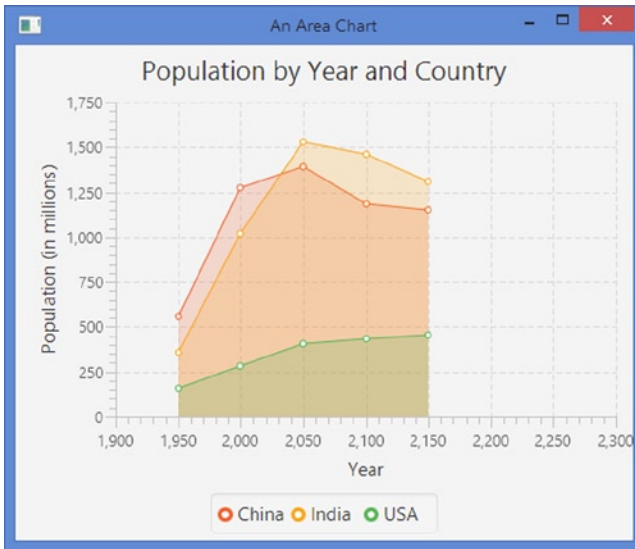 An Area Chart
Population by Year and Country
1,750
1,500
1,250
1,000
750
500
250
0
Population (in millions)
1,900 1,950 2,000 2,050 2,100 2,150 2,200 2,250 2,300
Year
China India USA